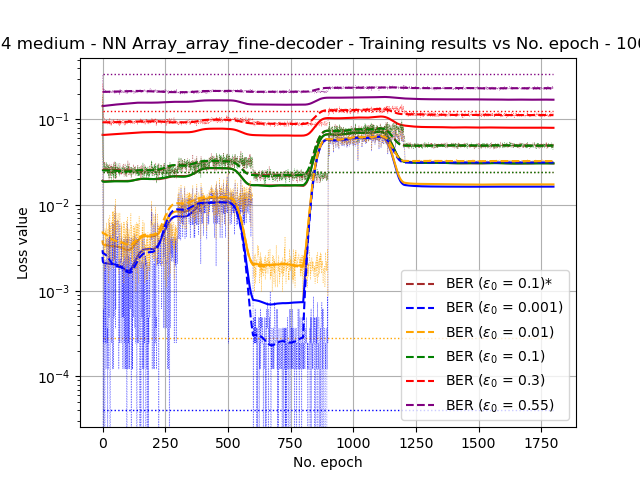 4 medium - NN Array_array_fine-decoder - Training results vs No. epoch - 100
10⁻¹
10⁻²
10⁻³
10⁻⁴
Loss value
0 250 500 750 1000 1250 1500 1750
No. epoch
BER (ε₀ = 0.1)*
BER (ε₀ = 0.001)
BER (ε₀ = 0.01)
BER (ε₀ = 0.1)
BER (ε₀ = 0.3)
BER (ε₀ = 0.55)